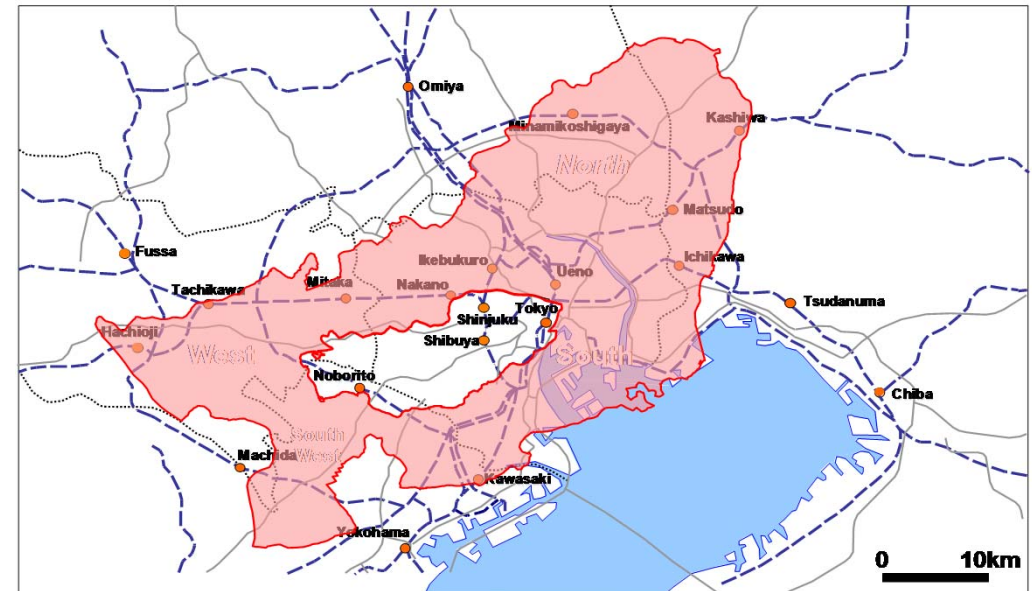 Omiya
Minamikoshigaya
Kashiwa
North
Matsudo
Fussa
Ikebukuro
Ichikawa
Ueno
Tachikawa
Mitaka
Nakano
Tsudanuma
Shinjuku
Tokyo
Hachioji
Shibuya
West
South
Noborito
Chiba
South
West
Machida
Kawasaki
Yokohama
0 10km